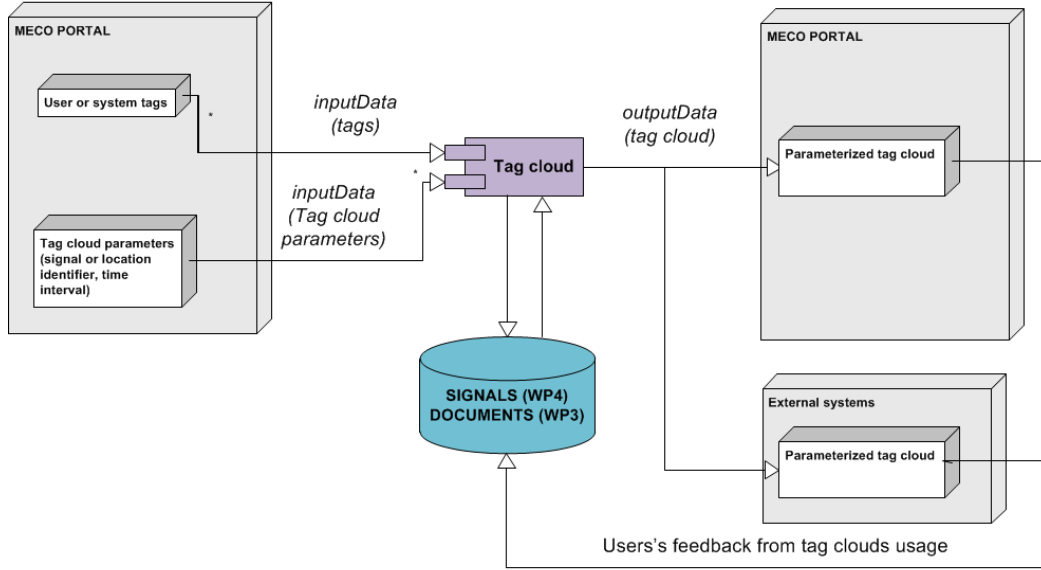 MECO PORTAL
User or system tags
*
inputData
(tags)
Tag cloud parameters
(signal or location
identifier, time
interval)
*
inputData
(Tag cloud
parameters)
Tag cloud
outputData
(tag cloud)
MECO PORTAL
Parameterized tag cloud
SIGNALS (WP4)
DOCUMENTS (WP3)
External systems
Parameterized tag cloud
Users's feedback from tag clouds usage